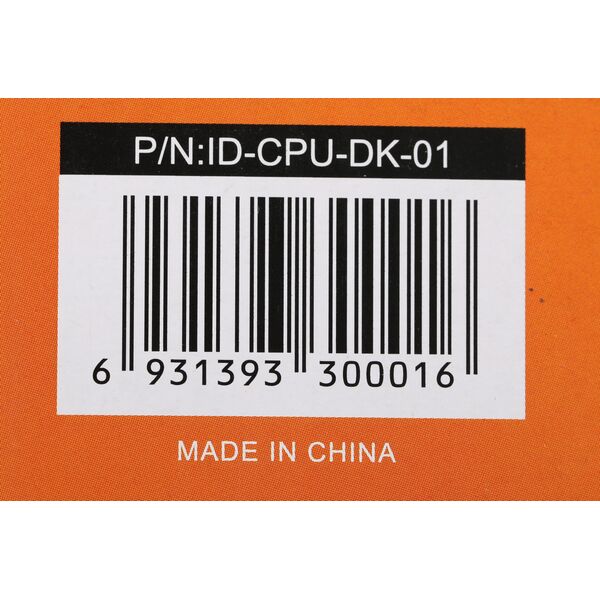 P/N:ID-CPU-DK-01
6 931393 300016
MADE IN CHINA